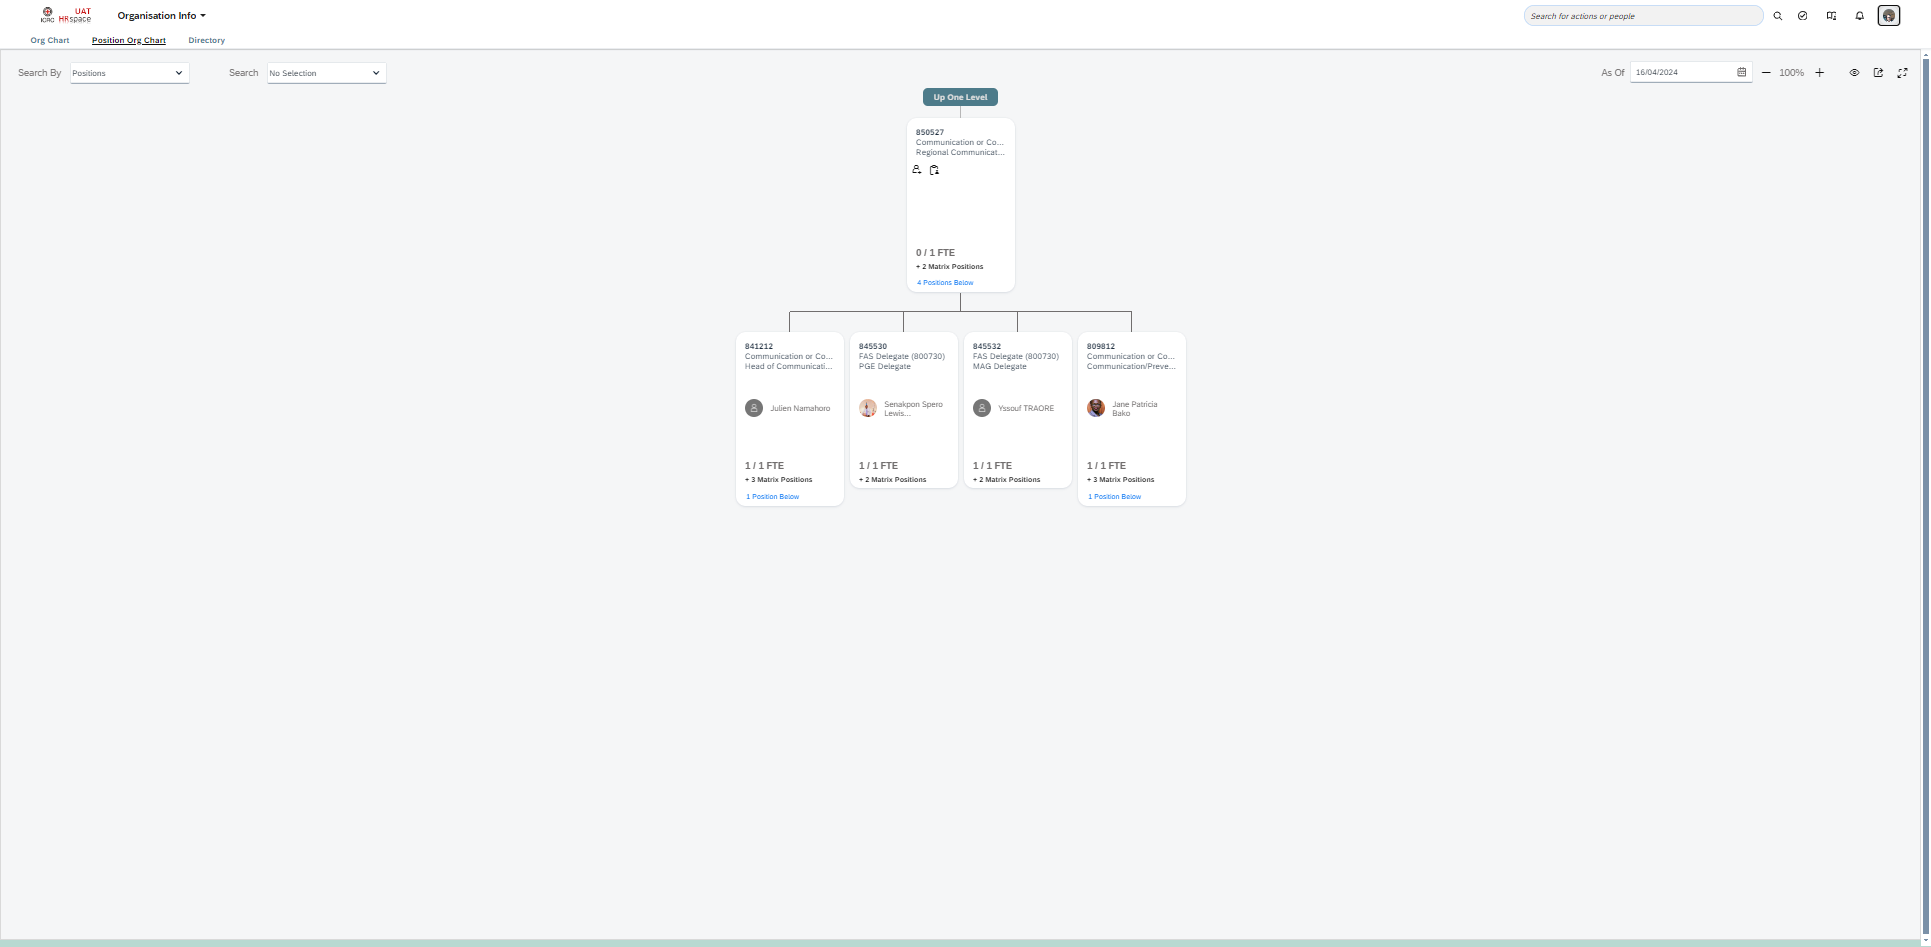 UAT
ICRC HRspace
Organisation Info
Search for actions or people
Org Chart
Position Org Chart
Directory
Search By
Positions
Search
No Selection
As Of
16/04/2024
100%
Up One Level
850527
Communication or Co...
Regional Communicat...
0 / 1 FTE
+ 2 Matrix Positions
4 Positions Below
841212
Communication or Co...
Head of Communicati...
Julien Namahoro
1 / 1 FTE
+ 3 Matrix Positions
1 Position Below
845530
FAS Delegate (800730)
PGE Delegate
Senakpon Spero
Lewis...
1 / 1 FTE
+ 2 Matrix Positions
845532
FAS Delegate (800730)
MAG Delegate
Yssouf TRAORE
1 / 1 FTE
+ 2 Matrix Positions
809812
Communication or Co...
Communication/Preve...
Jane Patricia
Bako
1 / 1 FTE
+ 3 Matrix Positions
1 Position Below